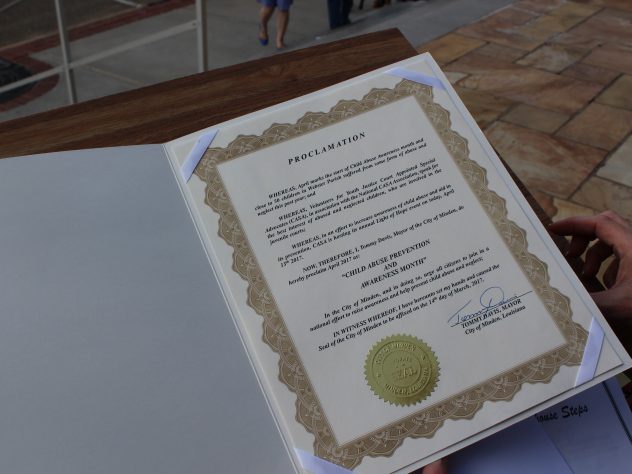 PROCLAMATION
WHEREAS, April marks the start of Child Abuse Awareness month and
close to 50 children in Webster Parish suffered from some form of abuse and
neglect this past year; and
WHEREAS, Volunteers for Youth Justice Court Appointed Special
Advocates (CASA) in association with the National CASA Association, speak for
the best interest of abused and neglected children, who are involved in the
juvenile courts;
WHEREAS, in an effort to increase awareness of child abuse and aid in
its prevention, CASA is hosting its annual Light of Hope event on today, April
13th 2017.
NOW, THEREFORE, I, Tommy Davis, Mayor of the City of Minden, do
hereby proclaim April 2017 as:
"CHILD ABUSE PREVENTION
AND
AWARENESS MONTH"
In the City of Minden, and in doing so, urge all citizens to join in a
national effort to raise awareness and help prevent child abuse and neglect;
IN WITNESS WHEREOF, I have hereunto set my hands and caused the
Seal of the City of Minden to be affixed on the 14th day of March, 2017.
TOMMY DAVIS, MAYOR
City of Minden, Louisiana
SEAL
ouse Steps